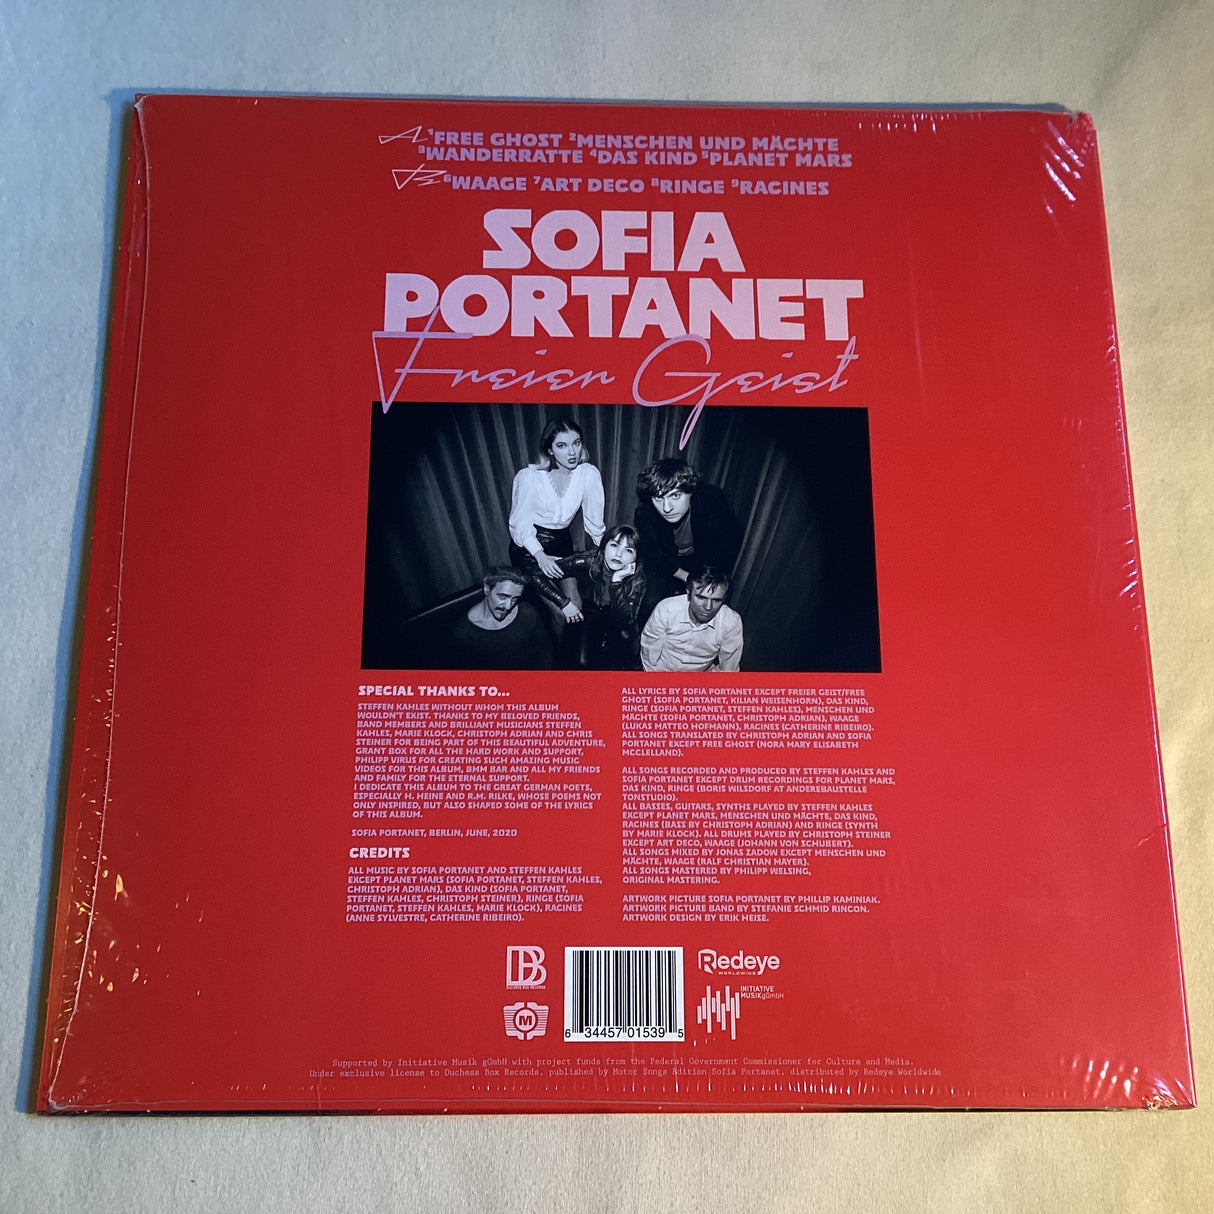 A ¹FREE GHOST ²MENSCHEN UND MÄCHTE
³WANDERRATTE ⁴DAS KIND ⁵PLANET MARS
B ⁶WAAGE ⁷ART DECO ⁸RINGE ⁹RACINES
SOFIA
PORTANET
Freier Geist
SPECIAL THANKS TO...
STEFFEN KAHLES WITHOUT WHOM THIS ALBUM
WOULDN'T EXIST. THANKS TO MY BELOVED FRIENDS,
BAND MEMBERS AND BRILLIANT MUSICIANS STEFFEN
KAHLES, MARIE KLOCK, CHRISTOPH ADRIAN AND CHRIS
STEINER FOR BEING PART OF THIS BEAUTIFUL ADVENTURE,
GRANT BOX FOR ALL THE HARD WORK AND SUPPORT,
PHILIPP VIRUS FOR CREATING SUCH AMAZING MUSIC
VIDEOS FOR THIS ALBUM, BMM BAR AND ALL MY FRIENDS
AND FAMILY FOR THE ETERNAL SUPPORT.
I DEDICATE THIS ALBUM TO THE GREAT GERMAN POETS,
ESPECIALLY H. HEINE AND R.M. RILKE, WHOSE POEMS NOT
ONLY INSPIRED, BUT ALSO SHAPED SOME OF THE LYRICS
OF THIS ALBUM.
SOFIA PORTANET, BERLIN, JUNE, 2020
CREDITS
ALL MUSIC BY SOFIA PORTANET AND STEFFEN KAHLES
EXCEPT PLANET MARS (SOFIA PORTANET, STEFFEN KAHLES,
CHRISTOPH ADRIAN), DAS KIND (SOFIA PORTANET,
STEFFEN KAHLES, CHRISTOPH STEINER), RINGE (SOFIA
PORTANET, STEFFEN KAHLES, MARIE KLOCK), RACINES
(ANNE SYLVESTRE, CATHERINE RIBEIRO).
ALL LYRICS BY SOFIA PORTANET EXCEPT FREIER GEIST/FREE
GHOST (SOFIA PORTANET, KILIAN WEISENHORN), DAS KIND,
RINGE (SOFIA PORTANET, STEFFEN KAHLES), MENSCHEN UND
MÄCHTE (SOFIA PORTANET, CHRISTOPH ADRIAN), WAAGE
(LUKAS MATTEO HOFMANN), RACINES (CATHERINE RIBEIRO).
ALL SONGS TRANSLATED BY CHRISTOPH ADRIAN AND SOFIA
PORTANET EXCEPT FREE GHOST (NORA MARY ELISABETH
MCCLELLAND).
ALL SONGS RECORDED AND PRODUCED BY STEFFEN KAHLES AND
SOFIA PORTANET EXCEPT DRUM RECORDINGS FOR PLANET MARS,
DAS KIND, RINGE (BORIS WILSDORF AT ANDEREBAUSTELLE
TONSTUDIO).
ALL BASSES, GUITARS, SYNTHS PLAYED BY STEFFEN KAHLES
EXCEPT PLANET MARS, MENSCHEN UND MÄCHTE, DAS KIND,
RACINES (BASS BY CHRISTOPH ADRIAN) AND RINGE (SYNTH
BY MARIE KLOCK). ALL DRUMS PLAYED BY CHRISTOPH STEINER
EXCEPT ART DECO, WAAGE (JOHANN VON SCHUBERT).
ALL SONGS MIXED BY JONAS ZADOW EXCEPT MENSCHEN UND
MÄCHTE, WAAGE (RALF CHRISTIAN MAYER).
ALL SONGS MASTERED BY PHILIPP WELSING,
ORIGINAL MASTERING.
ARTWORK PICTURE SOFIA PORTANET BY PHILLIP KAMINIAK.
ARTWORK PICTURE BAND BY STEFANIE SCHMID RINCON.
ARTWORK DESIGN BY ERIK HEISE.
DB
DUCHESS BOX RECORDS
M
6 34457 01539 5
Redeye
WORLDWIDE
INITIATIVE
MUSIKgGmbH
Supported by Initiative Musik gGmbH with project funds from the Federal Government Commissioner for Culture and Media.
Under exclusive license to Duchess Box Records, published by Motor Songs Edition Sofia Portanet, distributed by Redeye Worldwide